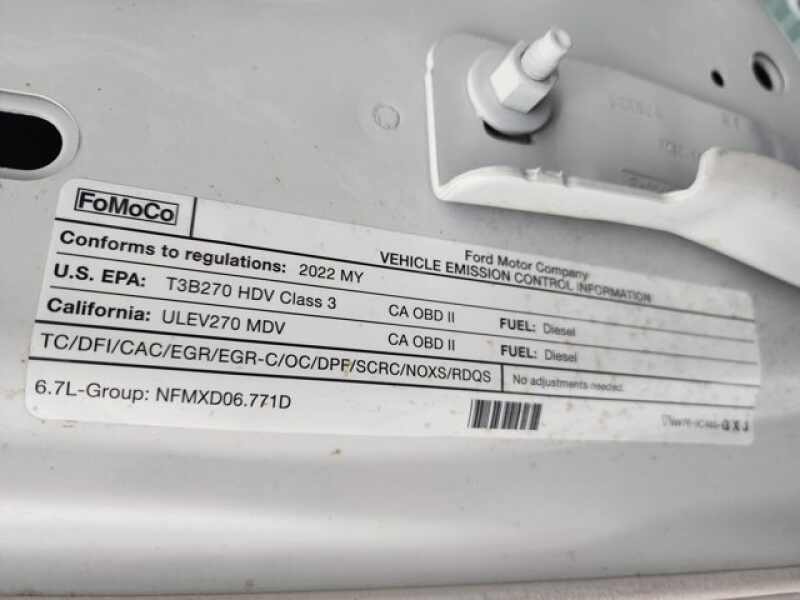 FoMoCo
Ford Motor Company
VEHICLE EMISSION CONTROL INFORMATION
Conforms to regulations: 2022 MY
U.S. EPA: T3B270 HDV Class 3 CA OBD II FUEL: Diesel
California: ULEV270 MDV CA OBD II FUEL: Diesel
TC/DFI/CAC/EGR/EGR-C/OC/DPF/SCRC/NOXS/RDQS No adjustments needed.
6.7L-Group: NFMXD06.771D